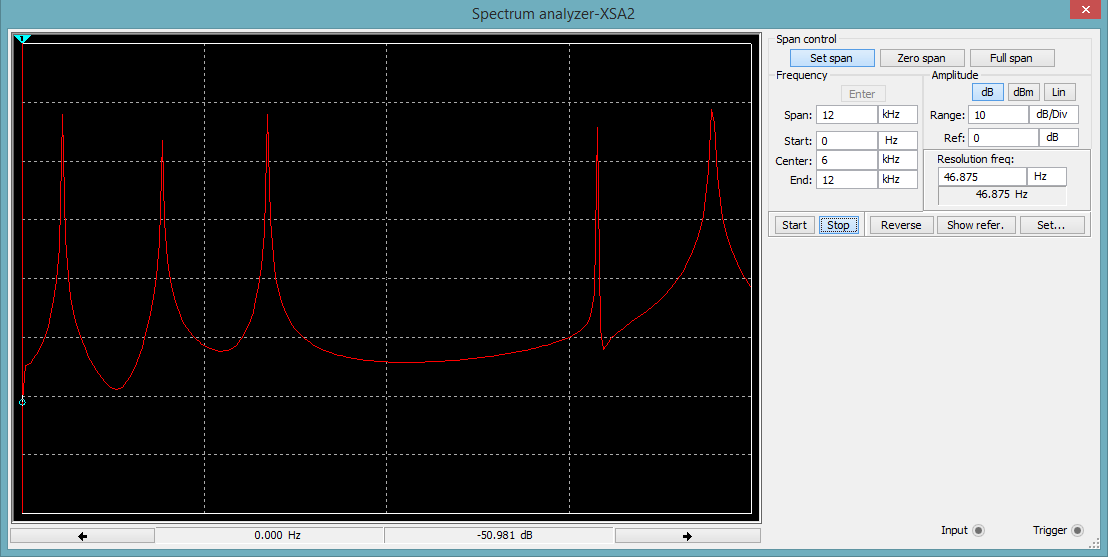 Spectrum analyzer-XSA2
1
Span control
Set span Zero span Full span
Frequency
Enter
Span: 12 kHz
Start: 0 Hz
Center: 6 kHz
End: 12 kHz
Amplitude
dB dBm Lin
Range: 10 dB/Div
Ref: 0 dB
Resolution freq:
46.875 Hz
46.875 Hz
Start Stop Reverse Show refer. Set...
0.000 Hz -50.981 dB
Input Trigger